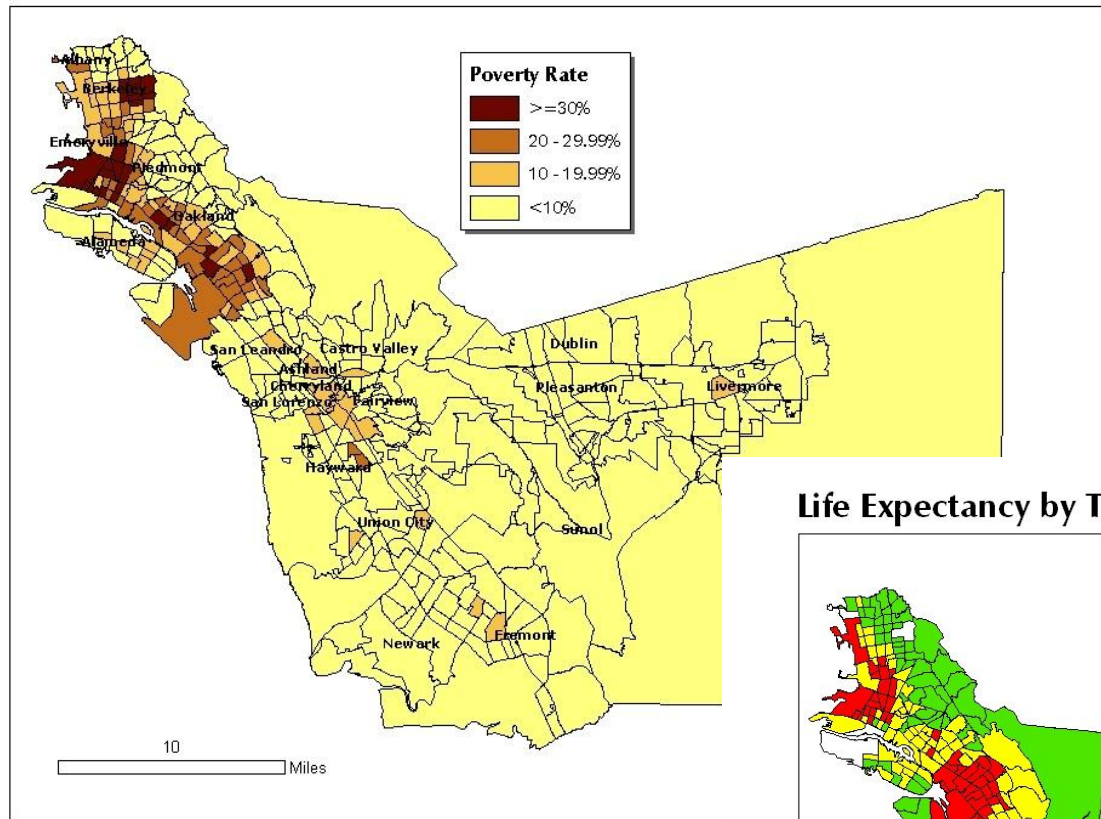 Poverty Rate
>=30%
20 - 29.99%
10 - 19.99%
<10%
Albany
Berkeley
Emeryville
Piedmont
Oakland
Alameda
San Leandro
Castro Valley
Dublin
Ashland
Cherryland
Pleasanton
Livermore
San Lorenzo
Fairview
Hayward
Union City
Sunol
Newark
Fremont
10
Miles
Life Expectancy by T